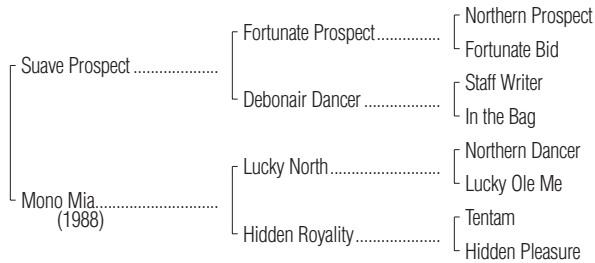 Northern Prospect
Fortunate Prospect...............
Fortunate Bid
Suave Prospect ....................
Staff Writer
Debonair Dancer ..................
In the Bag
Northern Dancer
Lucky North..........................
Lucky Ole Me
Mono Mia.............................
(1988)
Tentam
Hidden Royality....................
Hidden Pleasure